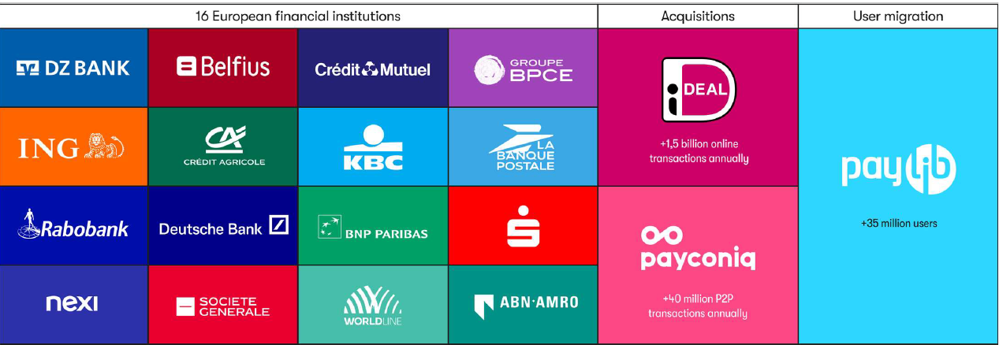 16 European financial institutions
Acquisitions
User migration
DZ BANK
Belfius
Crédit Mutuel
GROUPE
BPCE
ING
CRÉDIT AGRICOLE
KBC
LA
BANQUE
POSTALE
Rabobank
Deutsche Bank
BNP PARIBAS
S
nexi
SOCIETE
GENERALE
WORLDLINE
ABN·AMRO
iDEAL
+1,5 billion online
transactions annually
payconiq
+40 million P2P
transactions annually
paylib
+35 million users